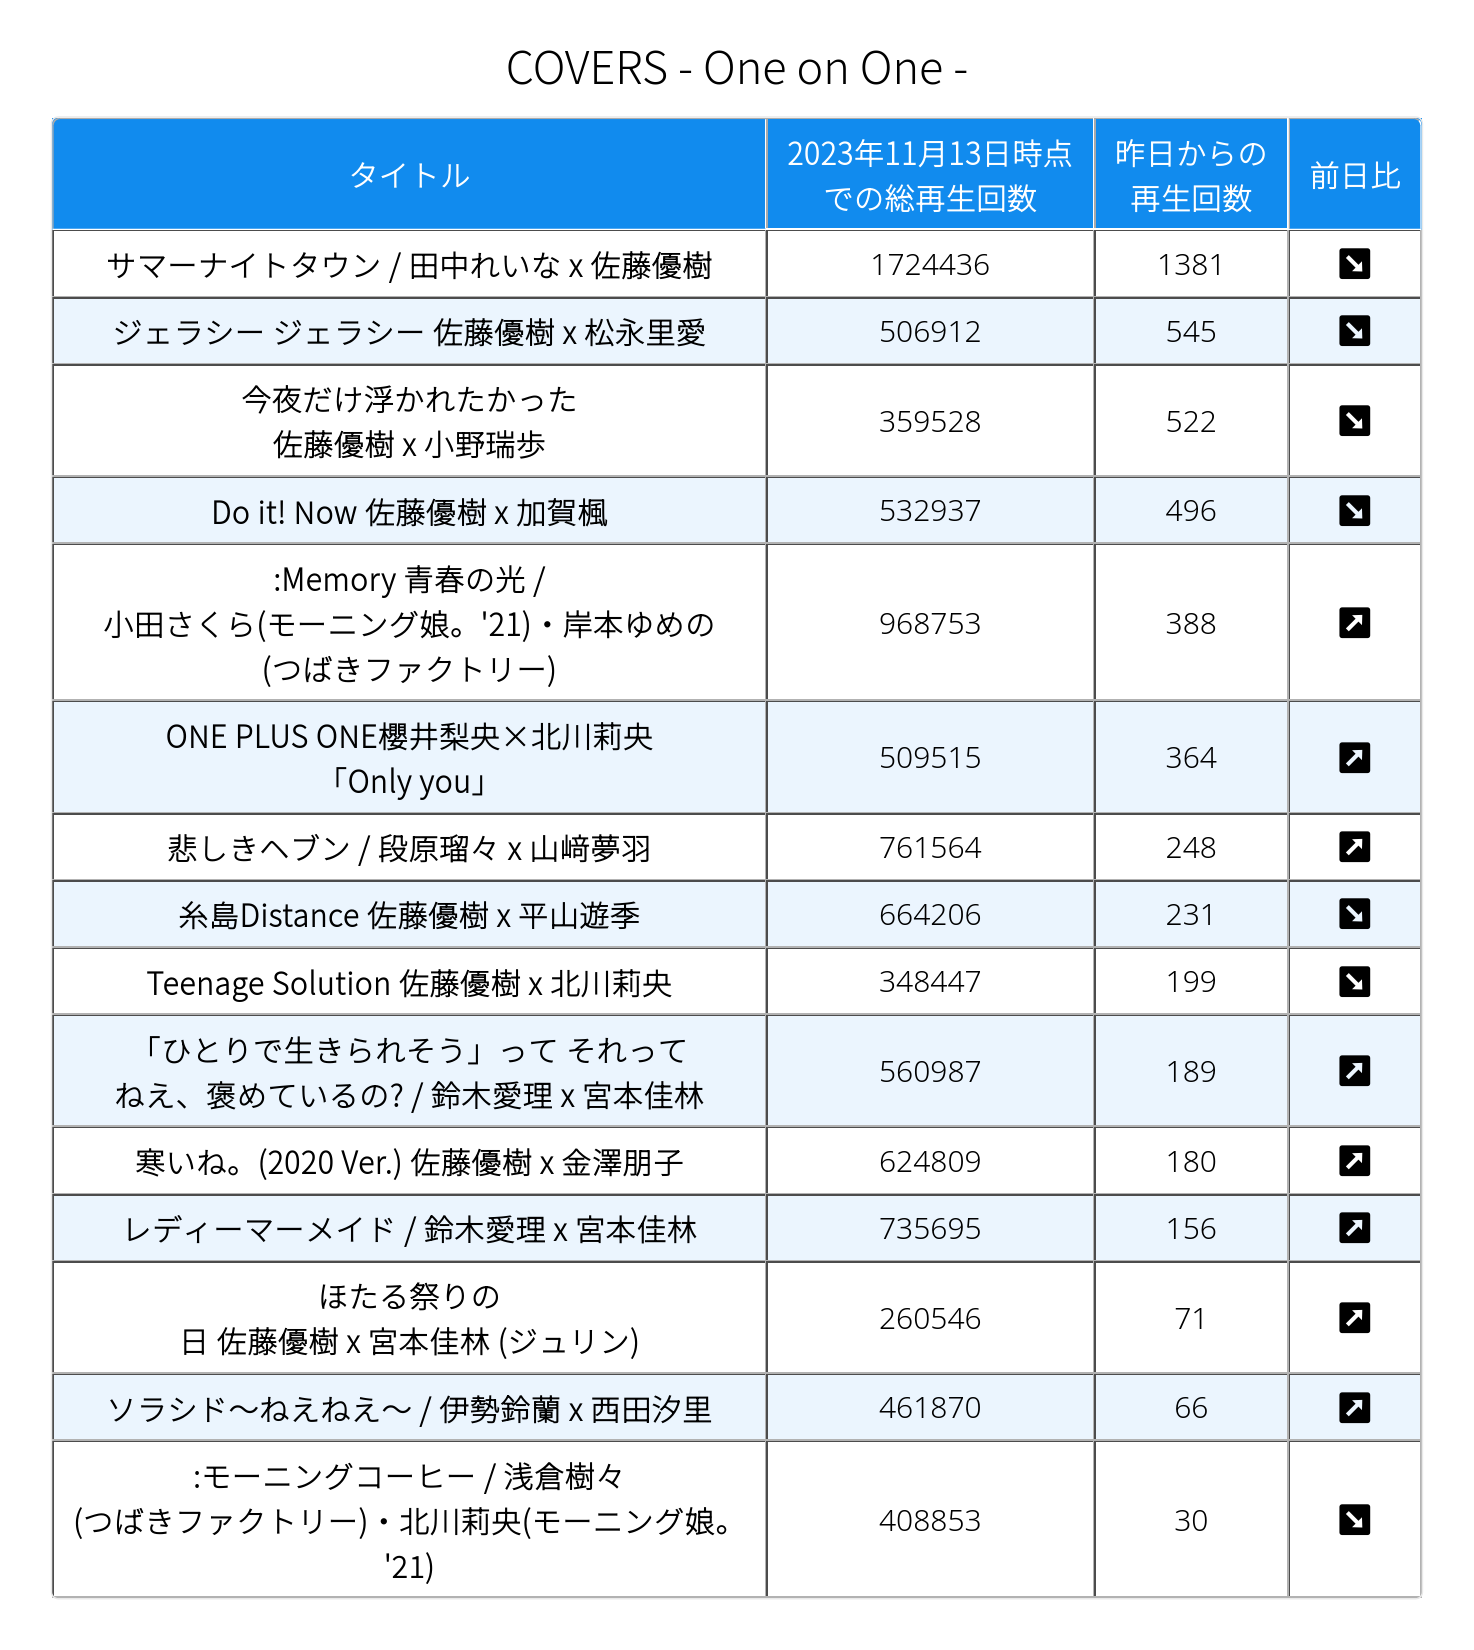 COVERS - One on One -
タイトル
2023年11月13日時点
での総再生回数
昨日からの
再生回数
前日比
サマーナイトタウン / 田中れいな x 佐藤優樹
1724436
1381
ジェラシー ジェラシー 佐藤優樹 x 松永里愛
506912
545
今夜だけ浮かれたかった
佐藤優樹 x 小野瑞歩
359528
522
Do it! Now 佐藤優樹 x 加賀楓
532937
496
:Memory 青春の光 /
小田さくら(モーニング娘。'21)・岸本ゆめの
(つばきファクトリー)
968753
388
ONE PLUS ONE櫻井梨央×北川莉央
「Only you」
509515
364
悲しきヘブン / 段原瑠々 x 山﨑夢羽
761564
248
糸島Distance 佐藤優樹 x 平山遊季
664206
231
Teenage Solution 佐藤優樹 x 北川莉央
348447
199
「ひとりで生きられそう」って それって
ねえ、褒めているの? / 鈴木愛理 x 宮本佳林
560987
189
寒いね。(2020 Ver.) 佐藤優樹 x 金澤朋子
624809
180
レディーマーメイド / 鈴木愛理 x 宮本佳林
735695
156
ほたる祭りの
日 佐藤優樹 x 宮本佳林 (ジュリン)
260546
71
ソラシド～ねえねえ～ / 伊勢鈴蘭 x 西田汐里
461870
66
:モーニングコーヒー / 浅倉樹々
(つばきファクトリー)・北川莉央(モーニング娘。
'21)
408853
30